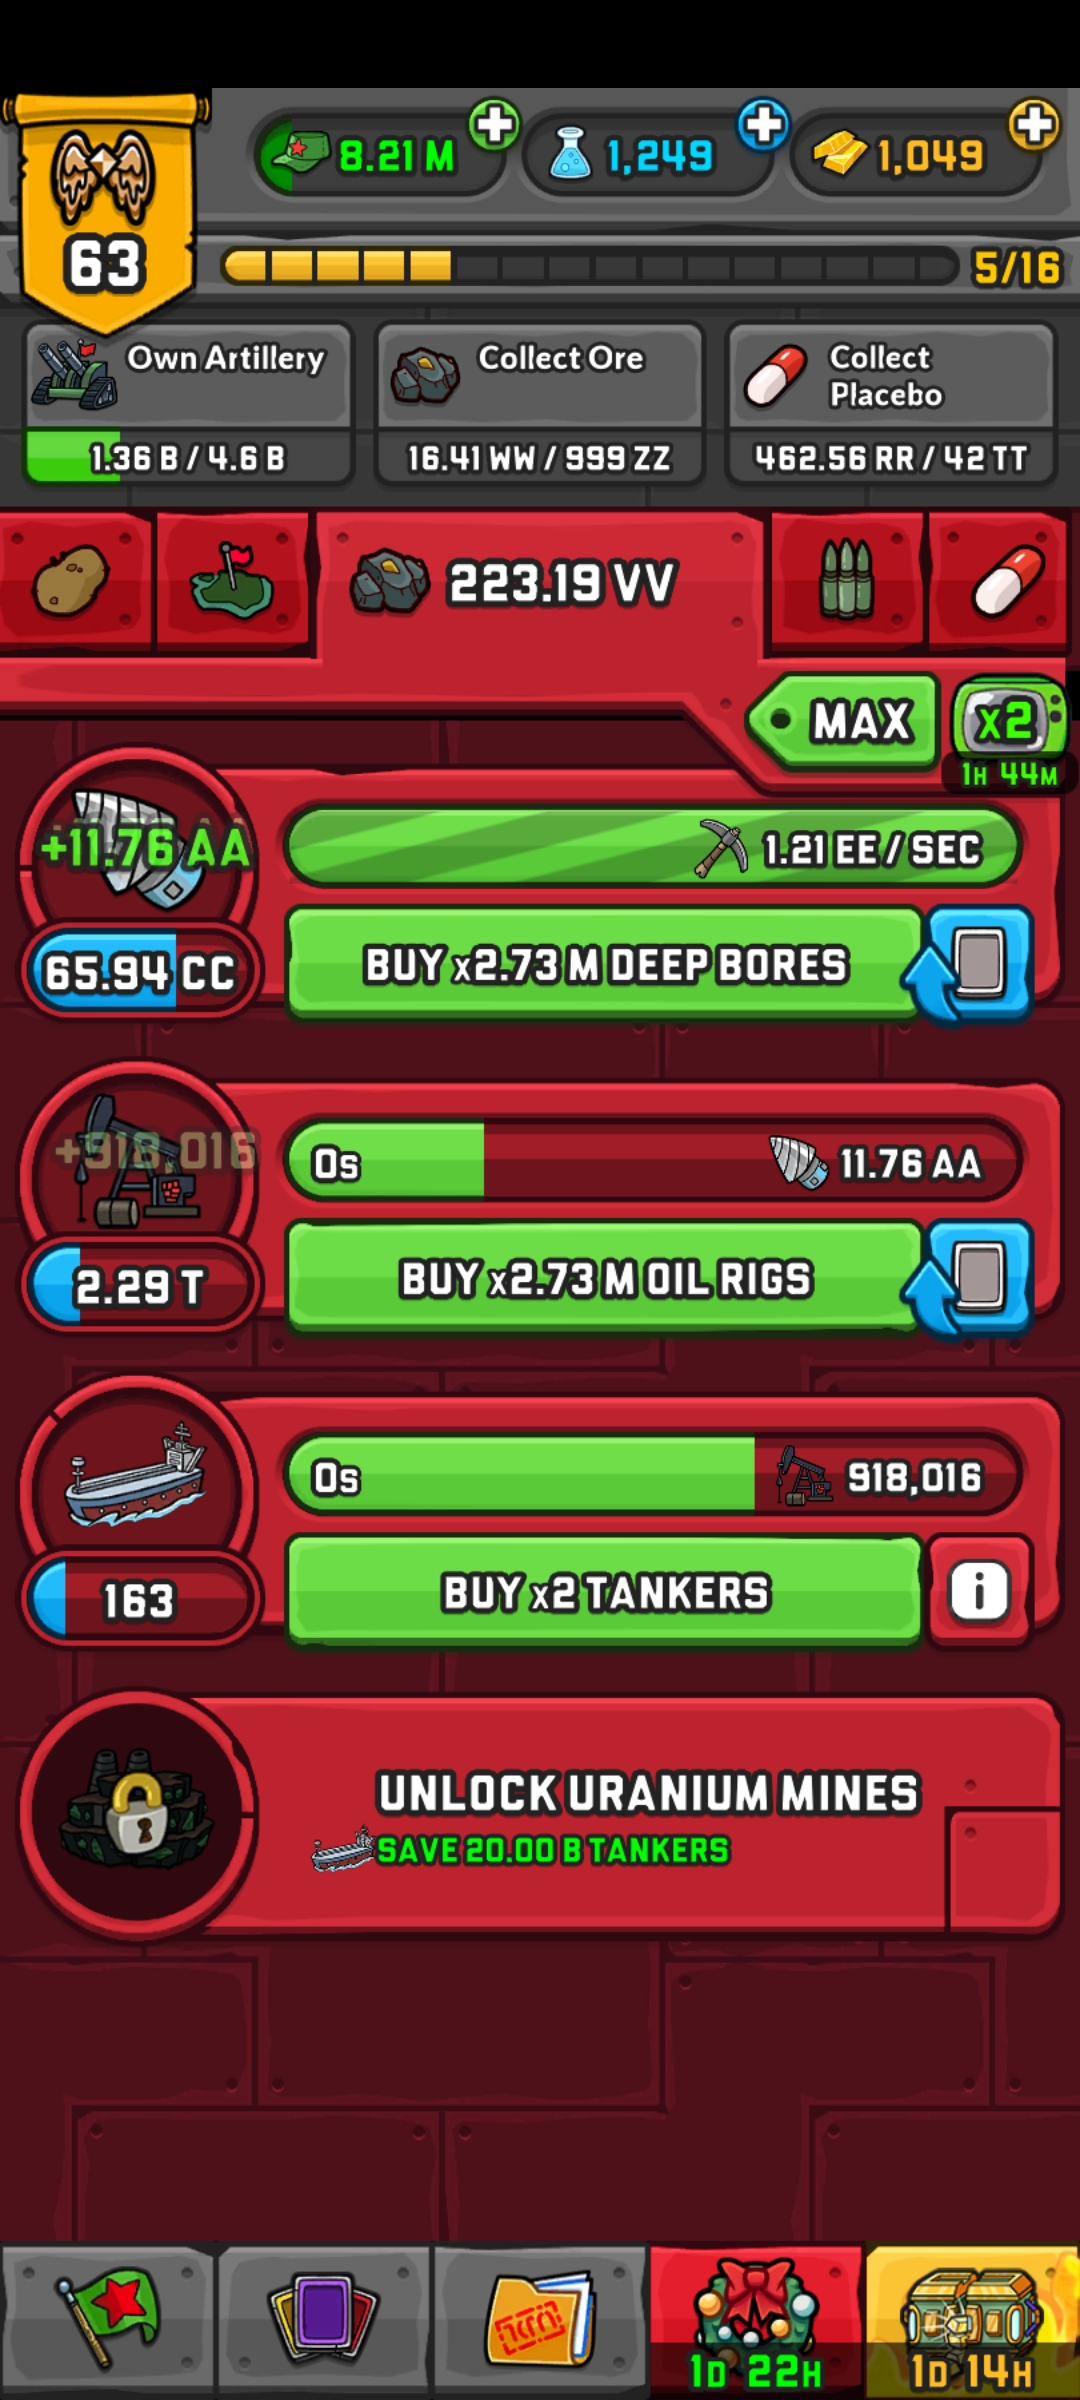 8.21 M
1,249
1,049
63
5/16
Own Artillery
Collect Ore
Collect
Placebo
1.36 B / 4.6 B
16.41 WW / 999 ZZ
462.56 RR / 42 TT
223.19 VV
MAX
x2
1H 44M
+11.76 AA
1.21 EE / SEC
65.94 CC
BUY x2.73 M DEEP BORES
+918,016
0s
11.76 AA
2.29 T
BUY x2.73 M OIL RIGS
0s
918,016
163
BUY x2 TANKERS
i
UNLOCK URANIUM MINES
SAVE 20.00 B TANKERS
1D 22H
1D 14H